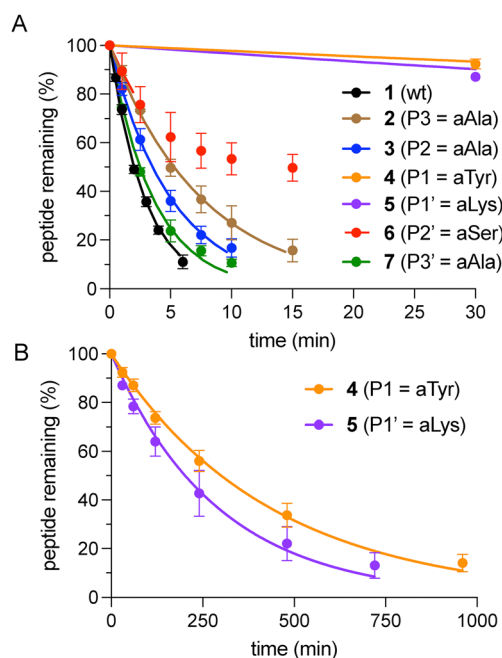 A
peptide remaining (%)
100
80
60
40
20
0
1 (wt)
2 (P3 = aAla)
3 (P2 = aAla)
4 (P1 = aTyr)
5 (P1' = aLys)
6 (P2' = aSer)
7 (P3' = aAla)
0 5 10 15 20 25 30
time (min)
B
peptide remaining (%)
100
80
60
40
20
0
4 (P1 = aTyr)
5 (P1' = aLys)
0 250 500 750 1000
time (min)